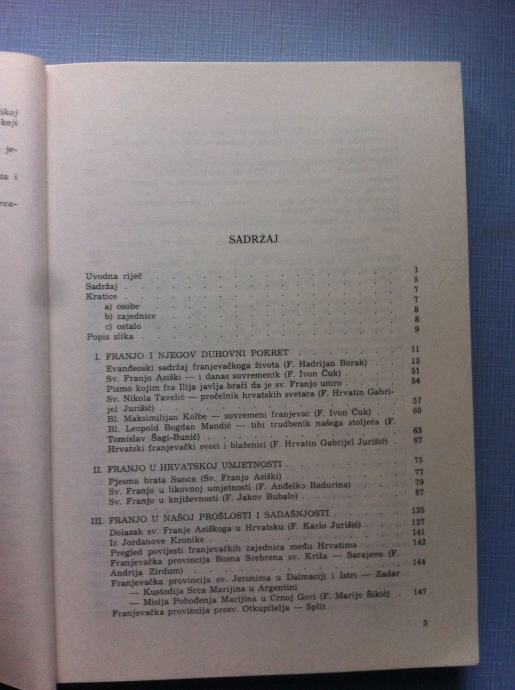 škoj
koji
je-
oz i
rva-
SADRŽAJ
Uvodna riječ . . . . . . . . . . 3
Sadržaj . . . . . . . . . . 5
Kratice . . . . . . . . . . 7
a) osobe . . . . . . . . . . 7
b) zajednice . . . . . . . . . . 8
c) ostalo . . . . . . . . . . 8
Popis slika . . . . . . . . . . 9
I. FRANJO I NJEGOV DUHOVNI POKRET . . . . . 11
Evanđeoski sadržaj franjevačkoga života (F. Hadrijan Borak) . 13
Sv. Franjo Asiški — i danas suvremenik (F. Ivon Ćuk) . . 51
Pismo kojim fra Ilija javlja braći da je sv. Franjo umro . . 54
Sv. Nikola Tavelić — pročelnik hrvatskih svetaca (F. Hrvatin Gabri-
jel Jurišić) . . . . . . . . . . 57
Bl. Maksimilijan Kolbe — suvremeni franjevac (F. Ivon Ćuk) . 60
Bl. Leopold Bogdan Mandić — tihi trudbenik našega stoljeća (F.
Tomislav Šagi-Bunić) . . . . . . . . 63
Hrvatski franjevački sveci i blaženici (F. Hrvatin Gabrijel Jurišić) 67
II. FRANJO U HRVATSKOJ UMJETNOSTI . . . . . 75
Pjesma brata Sunca (Sv. Franjo Asiški) . . . . . 77
Sv. Franjo u likovnoj umjetnosti (F. Anđelko Badurina) . . 79
Sv. Franjo u književnosti (F. Jakov Bubalo) . . . . 87
III. FRANJO U NAŠOJ PROŠLOSTI I SADAŠNJOSTI . . . 135
Dolazak sv. Franje Asiškoga u Hrvatsku (F. Karlo Jurišić) . 137
Iz Jordanove Kronike . . . . . . . . 141
Pregled povijesti franjevačkih zajednica među Hrvatima . . 142
Franjevačka provincija Bosna Srebrena sv. Križa — Sarajevo (F.
Andrija Zirdum) . . . . . . . . . 144
Franjevačka provincija sv. Jeronima u Dalmaciji i Istri — Zadar
— Kustodija Srca Marijina u Argentini
— Misija Pohođenja Marijina u Crnoj Gori (F. Marijo Šikić) . 147
Franjevačka provincija presv. Otkupitelja — Split
5